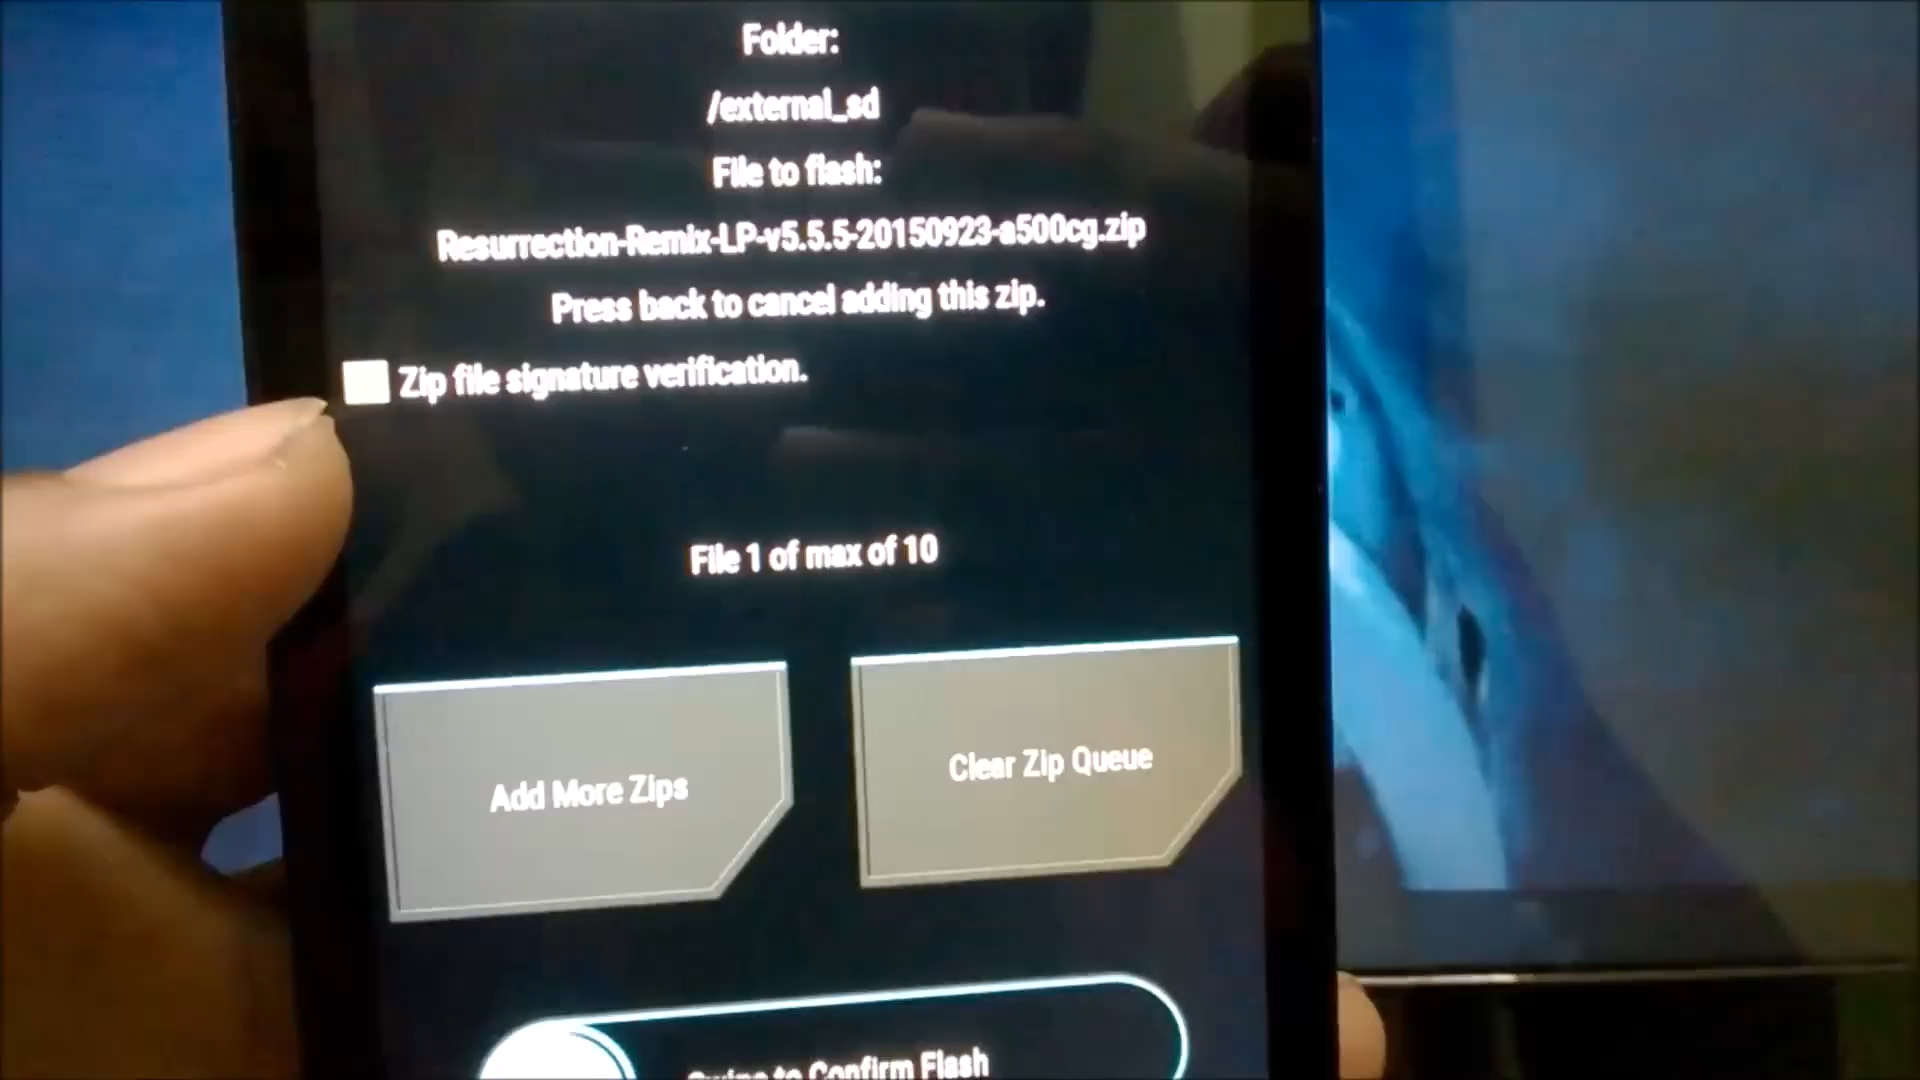 Folder:
/external_sd
File to flash:
Resurrection-Remix-LP-v5.5.5-20150923-a500cg.zip
Press back to cancel adding this zip.
Zip file signature verification.
File 1 of max of 10
Add More Zips
Clear Zip Queue
Swipe to Confirm Flash